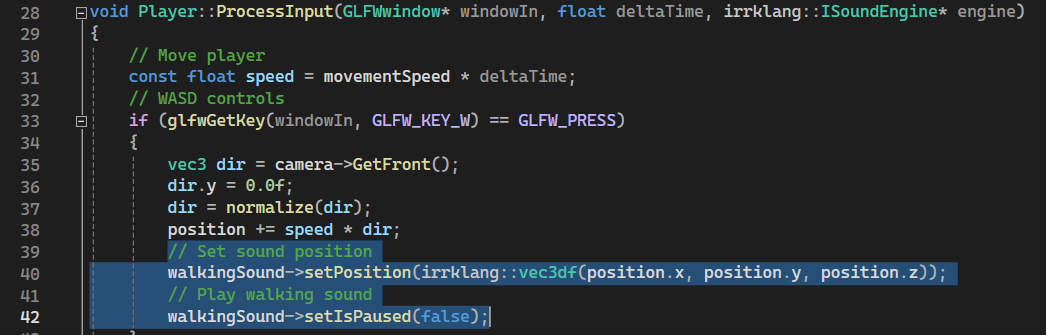 28 void Player::ProcessInput(GLFWwindow* windowIn, float deltaTime, irrklang::ISoundEngine* engine)
29 {
30 // Move player
31 const float speed = movementSpeed * deltaTime;
32 // WASD controls
33 if (glfwGetKey(windowIn, GLFW_KEY_W) == GLFW_PRESS)
34 {
35 vec3 dir = camera->GetFront();
36 dir.y = 0.0f;
37 dir = normalize(dir);
38 position += speed * dir;
39 // Set sound position
40 walkingSound->setPosition(irrklang::vec3df(position.x, position.y, position.z));
41 // Play walking sound
42 walkingSound->setIsPaused(false);